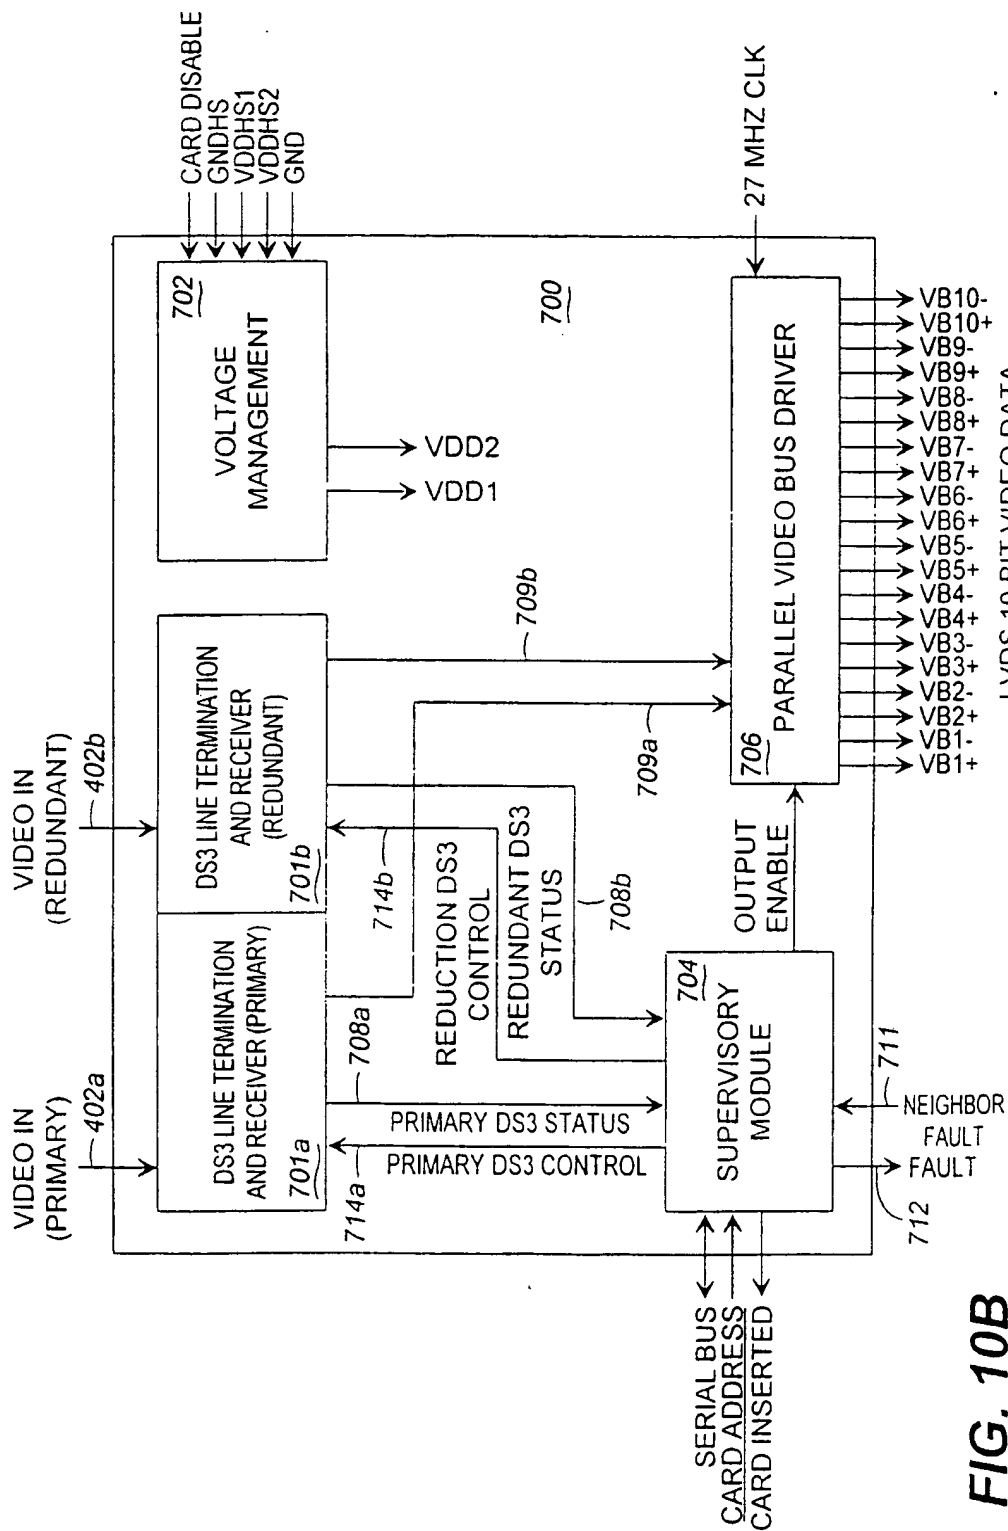 VIDEO IN
(PRIMARY)
402a
VIDEO IN
(REDUNDANT)
402b
DS3 LINE TERMINATION
AND RECEIVER (PRIMARY)
701a
DS3 LINE TERMINATION
AND RECEIVER
(REDUNDANT)
701b
VOLTAGE
MANAGEMENT
702
CARD DISABLE
GNDHS
VDDHS1
VDDHS2
GND
VDD2
VDD1
700
714a
PRIMARY DS3 CONTROL
PRIMARY DS3 STATUS
708a
REDUCTION DS3
CONTROL
714b
REDUNDANT DS3
STATUS
708b
709a
709b
SERIAL BUS
CARD ADDRESS
CARD INSERTED
SUPERVISORY
MODULE
704
OUTPUT
ENABLE
PARALLEL VIDEO BUS DRIVER
706
27 MHZ CLK
712
FAULT
NEIGHBOR
FAULT
711
VB1+
VB1-
VB2+
VB2-
VB3+
VB3-
VB4+
VB4-
VB5+
VB5-
VB6+
VB6-
VB7+
VB7-
VB8+
VB8-
VB9+
VB9-
VB10+
VB10-
LVDS 10 BIT VIDEO DATA
FIG. 10B